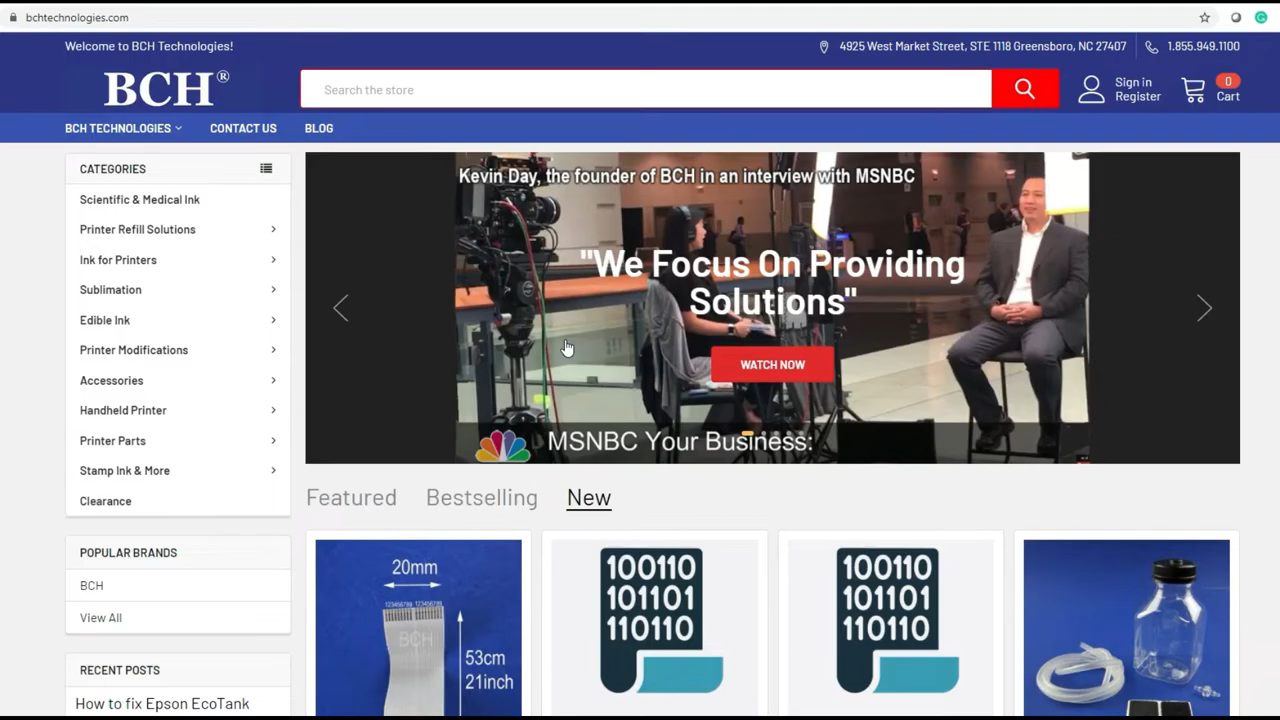 bchtechnologies.com
Welcome to BCH Technologies!
4925 West Market Street, STE 1118 Greensboro, NC 27407
1.855.949.1100
BCH®
Search the store
Sign in
Register
0
Cart
BCH TECHNOLOGIES
CONTACT US
BLOG
CATEGORIES
Scientific & Medical Ink
Printer Refill Solutions
Ink for Printers
Sublimation
Edible Ink
Printer Modifications
Accessories
Handheld Printer
Printer Parts
Stamp Ink & More
Clearance
POPULAR BRANDS
BCH
View All
RECENT POSTS
How to fix Epson EcoTank
Kevin Day, the founder of BCH in an interview with MSNBC
"We Focus On Providing
Solutions"
WATCH NOW
MSNBC Your Business:
Featured
Bestselling
New
20mm
123456789 123456789
BCH
53cm
21inch
100110
101101
110110
100110
101101
110110